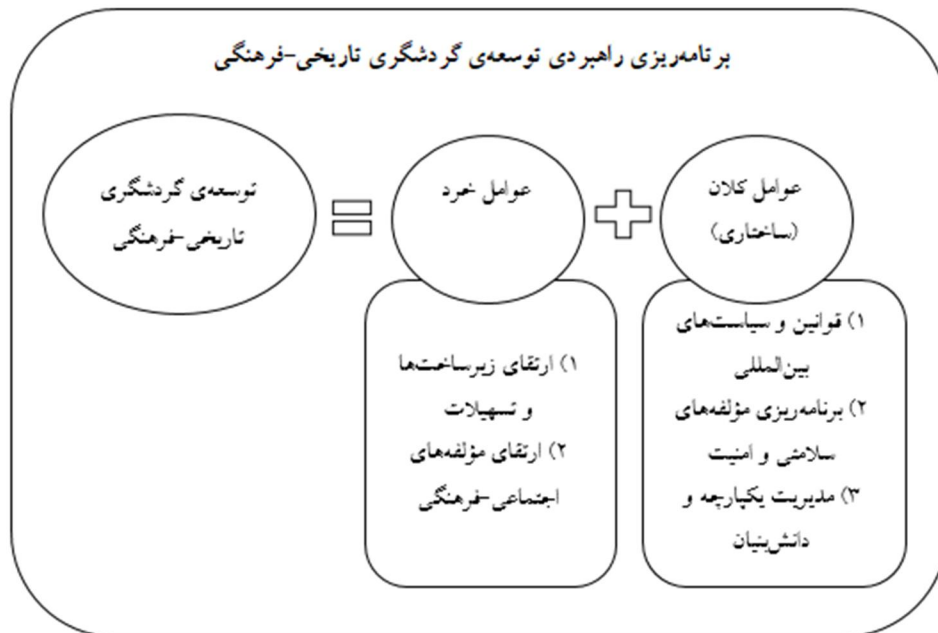 برنامه‌ریزی راهبردی توسعه‌ی گردشگری تاریخی-فرهنگی
عوامل کلان
(ساختاری)
+
عوامل خرد
=
توسعه‌ی گردشگری
تاریخی-فرهنگی
۱) قوانین و سیاست‌های
بین‌المللی
۲) برنامه‌ریزی مؤلفه‌های
سلامتی و امنیت
۳) مدیریت یکپارچه و
دانش‌بنیان
۱) ارتقای زیرساخت‌ها
و تسهیلات
۲) ارتقای مؤلفه‌های
اجتماعی-فرهنگی